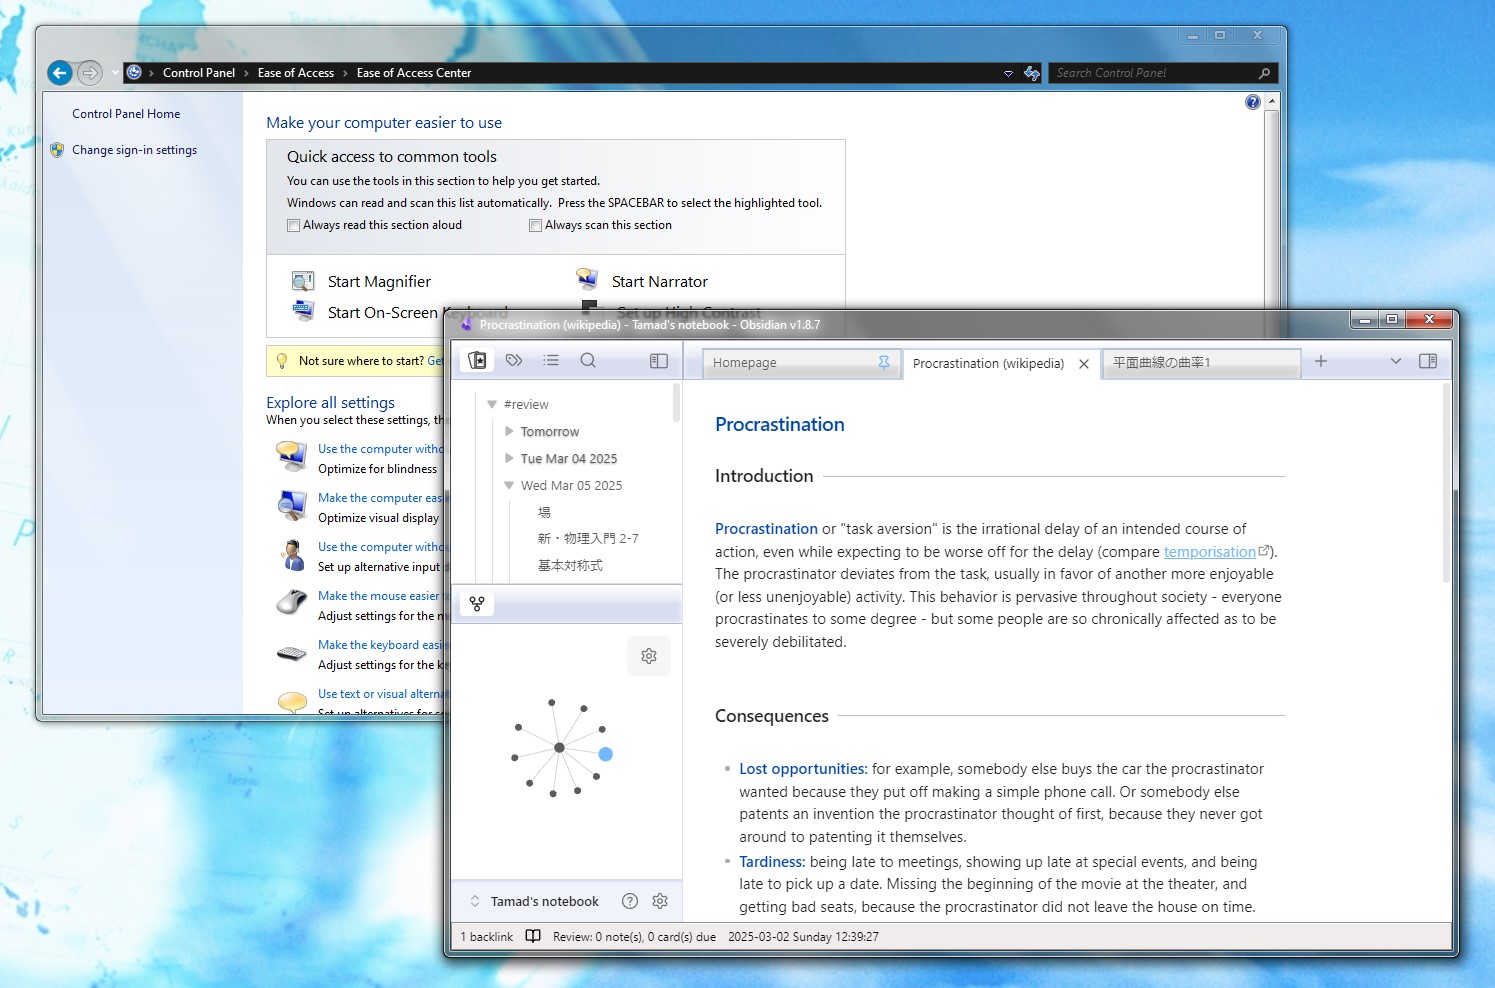 Control Panel
Ease of Access
Ease of Access Center
Search Control Panel
Control Panel Home
Change sign-in settings
Make your computer easier to use
Quick access to common tools
You can use the tools in this section to help you get started.
Windows can read and scan this list automatically. Press the SPACEBAR to select the highlighted tool.
Always read this section aloud
Always scan this section
Start Magnifier
Start Narrator
Start On-Screen Keyboard
Set up High Contrast
Not sure where to start? Get
Explore all settings
When you select these settings, th
Use the computer witho
Optimize for blindness
Make the computer eas
Optimize visual display
Use the computer witho
Set up alternative input
Make the mouse easier
Adjust settings for the m
Make the keyboard easi
Adjust settings for the k
Use text or visual alterna
Set up alternatives for s
Procrastination (wikipedia) - Tamad's notebook - Obsidian v1.8.7
Homepage
Procrastination (wikipedia)
平面曲線の曲率1
#review
Tomorrow
Tue Mar 04 2025
Wed Mar 05 2025
場
新・物理入門 2-7
基本対称式
Tamad's notebook
Procrastination
Introduction
Procrastination or "task aversion" is the irrational delay of an intended course of
action, even while expecting to be worse off for the delay (compare temporisation).
The procrastinator deviates from the task, usually in favor of another more enjoyable
(or less unenjoyable) activity. This behavior is pervasive throughout society - everyone
procrastinates to some degree - but some people are so chronically affected as to be
severely debilitated.
Consequences
Lost opportunities: for example, somebody else buys the car the procrastinator
wanted because they put off making a simple phone call. Or somebody else
patents an invention the procrastinator thought of first, because they never got
around to patenting it themselves.
Tardiness: being late to meetings, showing up late at special events, and being
late to pick up a date. Missing the beginning of the movie at the theater, and
getting bad seats, because the procrastinator did not leave the house on time.
1 backlink
Review: 0 note(s), 0 card(s) due
2025-03-02 Sunday 12:39:27